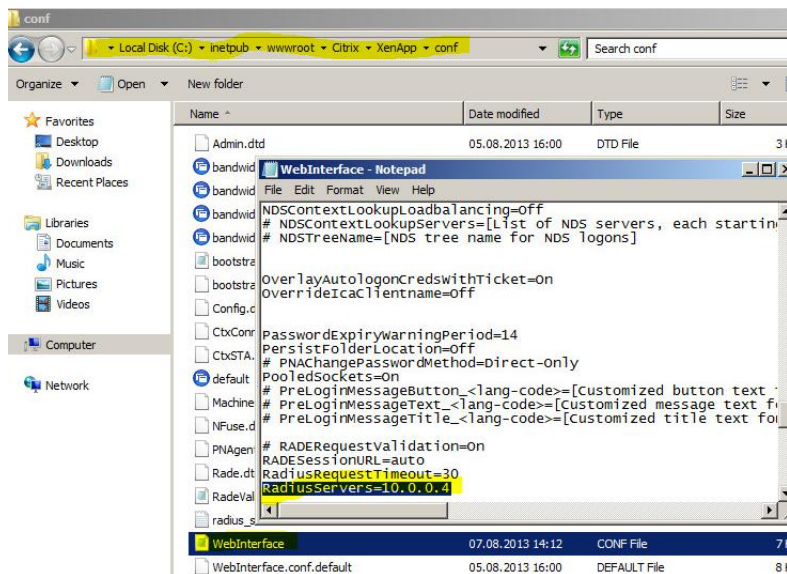 conf
Local Disk (C:) inetpub wwwroot Citrix XenApp conf Search conf
Organize Open New folder
Favorites
Desktop
Downloads
Recent Places
Libraries
Documents
Music
Pictures
Videos
Computer
Network
Name Date modified Type Size
Admin.dtd 05.08.2013 16:00 DTD File 3
bandwid
bandwid
bandwid
bandwid
bootstra
bootstra
Config.d
CtxConr
CtxSTA.
default
Machine
NFuse.d
PNAgen
Rade.dt
RadeVal
radius_s
WebInterface 07.08.2013 14:12 CONF File 7
WebInterface.conf.default 05.08.2013 16:00 DEFAULT File 8
WebInterface - Notepad
File Edit Format View Help
NDSContextLookupLoadbalancing=Off
# NDSContextLookupServers=[List of NDS servers, each starting
# NDSTreeName=[NDS tree name for NDS logons]
OverlayAutologonCredsWithTicket=On
OverrideIcaClientname=Off
PasswordExpiryWarningPeriod=14
PersistFolderLocation=Off
# PNAChangePasswordMethod=Direct-Only
PooledSockets=On
# PreLoginMessageButton_<lang-code>=[Customized button text
# PreLoginMessageText_<lang-code>=[Customized message text fo
# PreLoginMessageTitle_<lang-code>=[Customized title text for
# RADERequestValidation=On
RADESessionURL=auto
RadiusRequestTimeout=30
RadiusServers=10.0.0.4